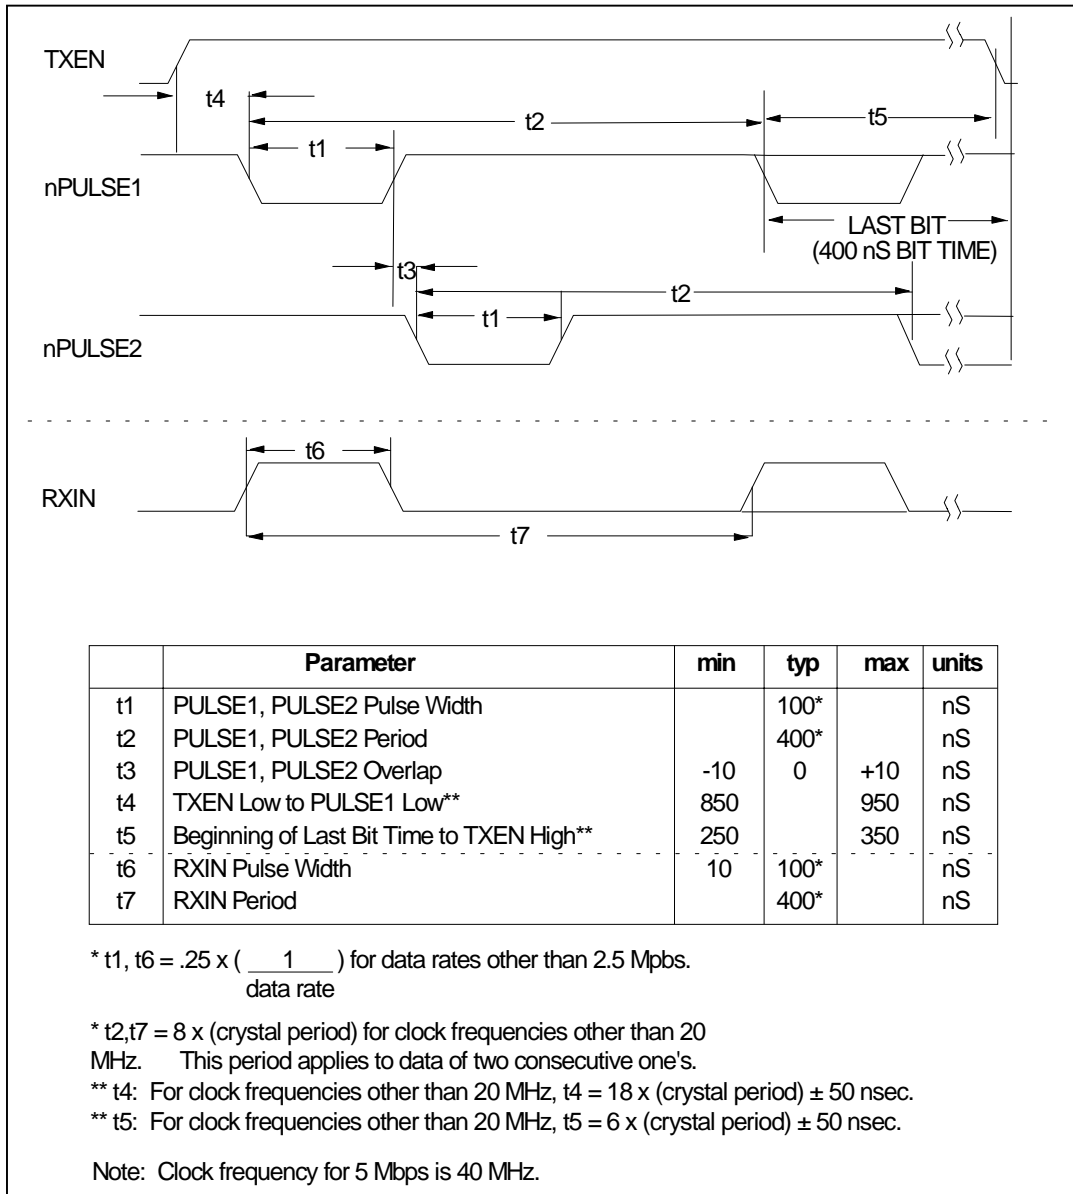 TXEN
t4
t2
t5
t1
nPULSE1
LAST BIT
(400 nS BIT TIME)
t3
t2
t1
nPULSE2
t6
RXIN
t7
Parameter min typ max units
t1 PULSE1, PULSE2 Pulse Width 100* nS
t2 PULSE1, PULSE2 Period 400* nS
t3 PULSE1, PULSE2 Overlap -10 0 +10 nS
t4 TXEN Low to PULSE1 Low** 850 950 nS
t5 Beginning of Last Bit Time to TXEN High** 250 350 nS
t6 RXIN Pulse Width 10 100* nS
t7 RXIN Period 400* nS
* t1, t6 = .25 x ( 1 ) for data rates other than 2.5 Mpbs.
data rate
* t2,t7 = 8 x (crystal period) for clock frequencies other than 20
MHz. This period applies to data of two consecutive one's.
** t4: For clock frequencies other than 20 MHz, t4 = 18 x (crystal period) ± 50 nsec.
** t5: For clock frequencies other than 20 MHz, t5 = 6 x (crystal period) ± 50 nsec.
Note: Clock frequency for 5 Mbps is 40 MHz.